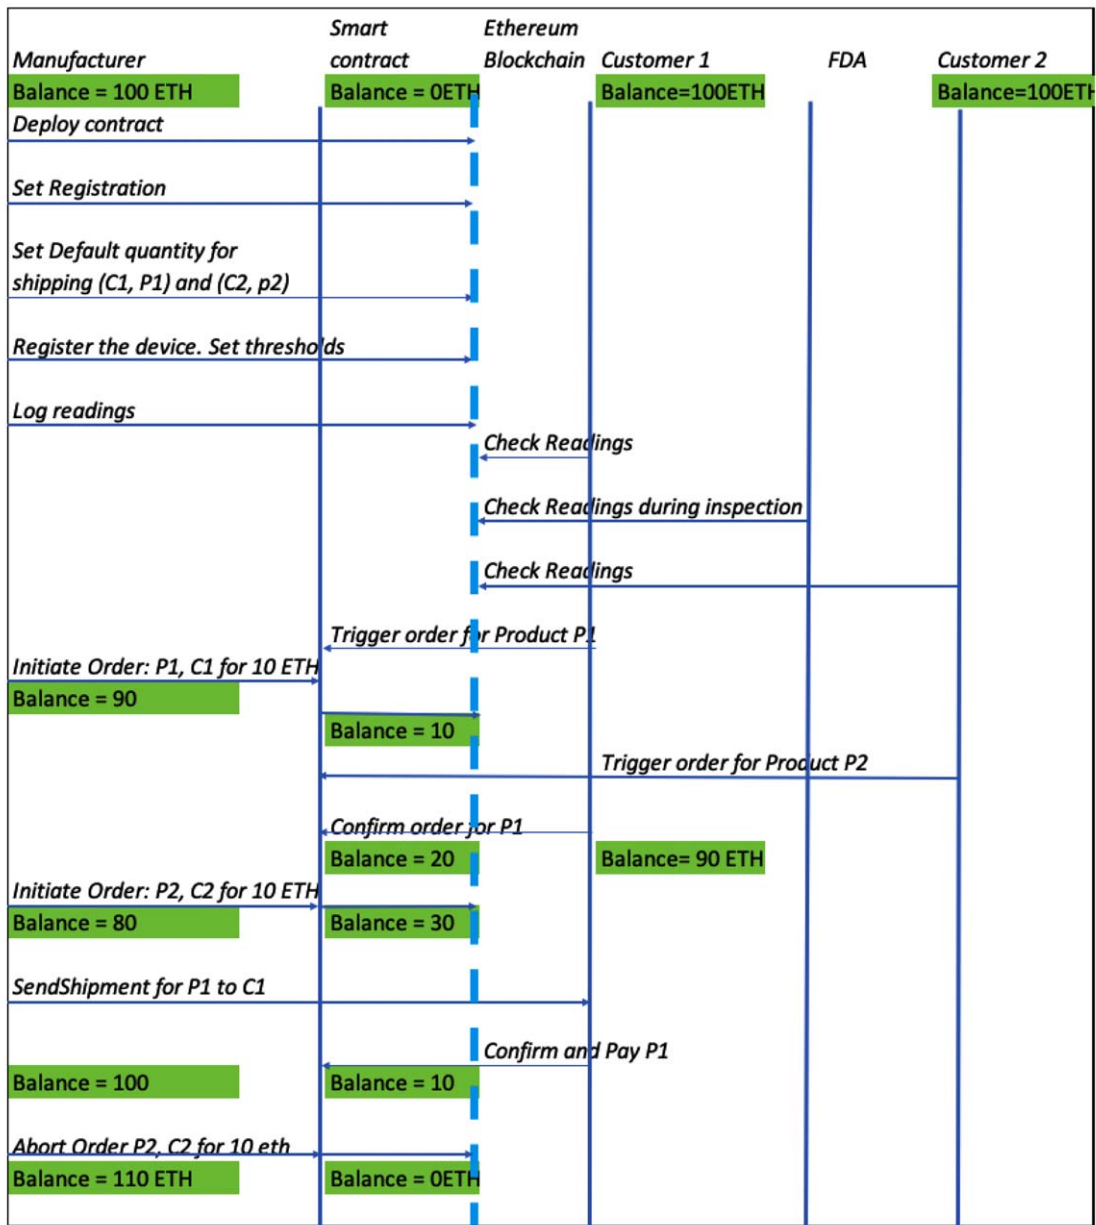 Smart
contract
Ethereum
Blockchain
Manufacturer
Customer 1
FDA
Customer 2
Balance = 100 ETH
Balance = 0ETH
Balance=100ETH
Balance=100ETH
Deploy contract
Set Registration
Set Default quantity for
shipping (C1, P1) and (C2, p2)
Register the device. Set thresholds
Log readings
Check Readings
Check Readings during inspection
Check Readings
Trigger order for Product P1
Initiate Order: P1, C1 for 10 ETH
Balance = 90
Balance = 10
Trigger order for Product P2
Confirm order for P1
Balance = 20
Balance= 90 ETH
Initiate Order: P2, C2 for 10 ETH
Balance = 80
Balance = 30
SendShipment for P1 to C1
Confirm and Pay P1
Balance = 100
Balance = 10
Abort Order P2, C2 for 10 eth
Balance = 110 ETH
Balance = 0ETH